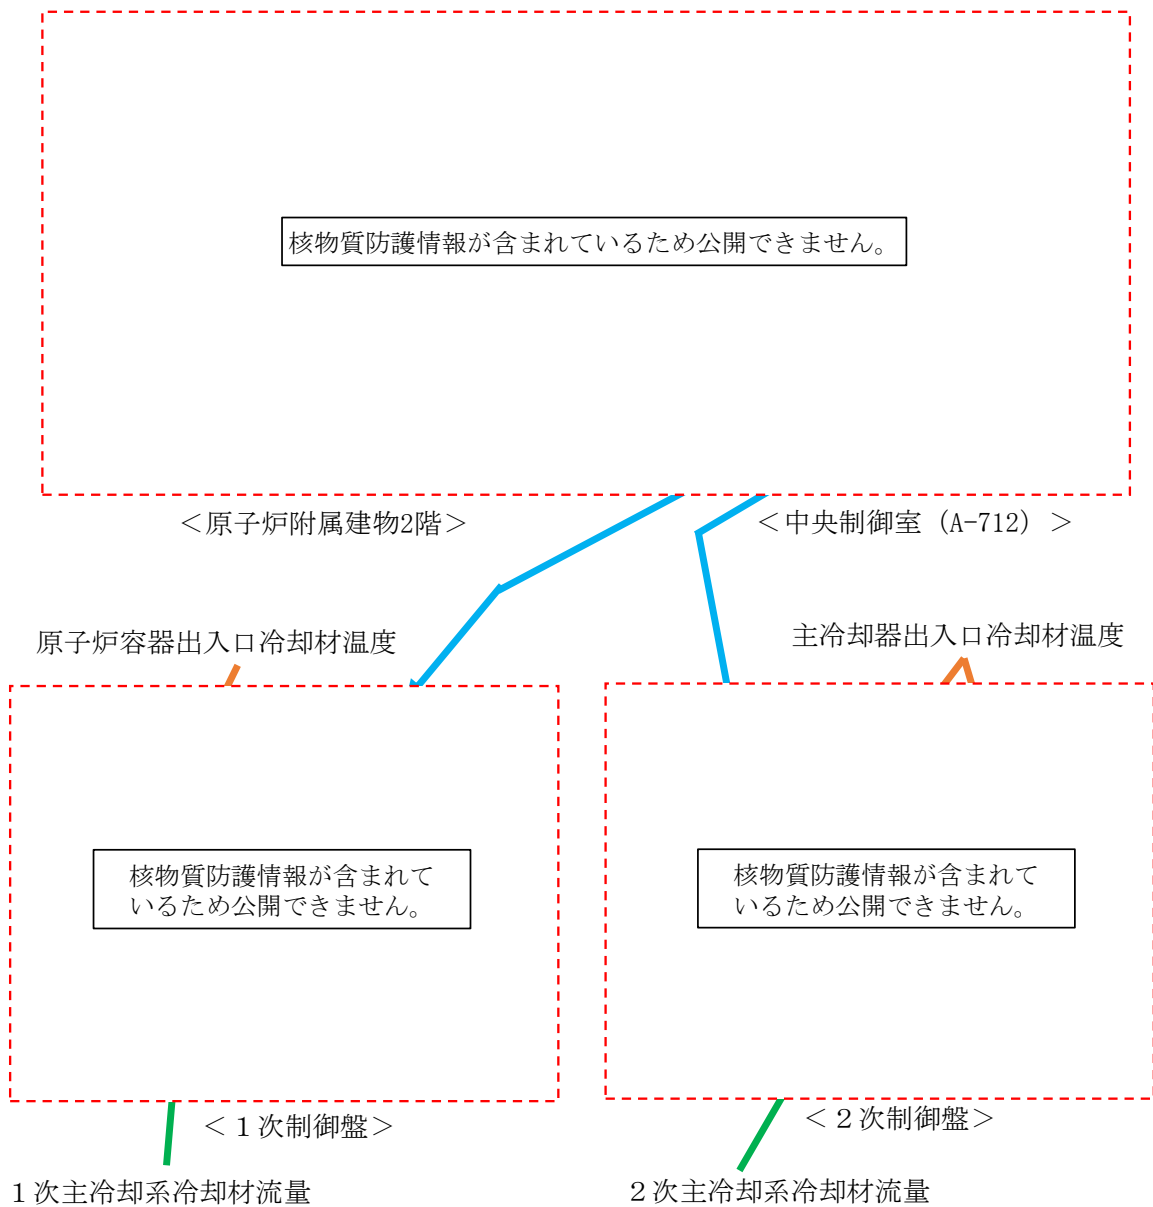 核物質防護情報が含まれているため公開できません。
＜原子炉附属建物2階＞
＜中央制御室（A-712）＞
原子炉容器出入口冷却材温度
主冷却器出入口冷却材温度
核物質防護情報が含まれて
いるため公開できません。
核物質防護情報が含まれて
いるため公開できません。
＜１次制御盤＞
＜２次制御盤＞
１次主冷却系冷却材流量
２次主冷却系冷却材流量